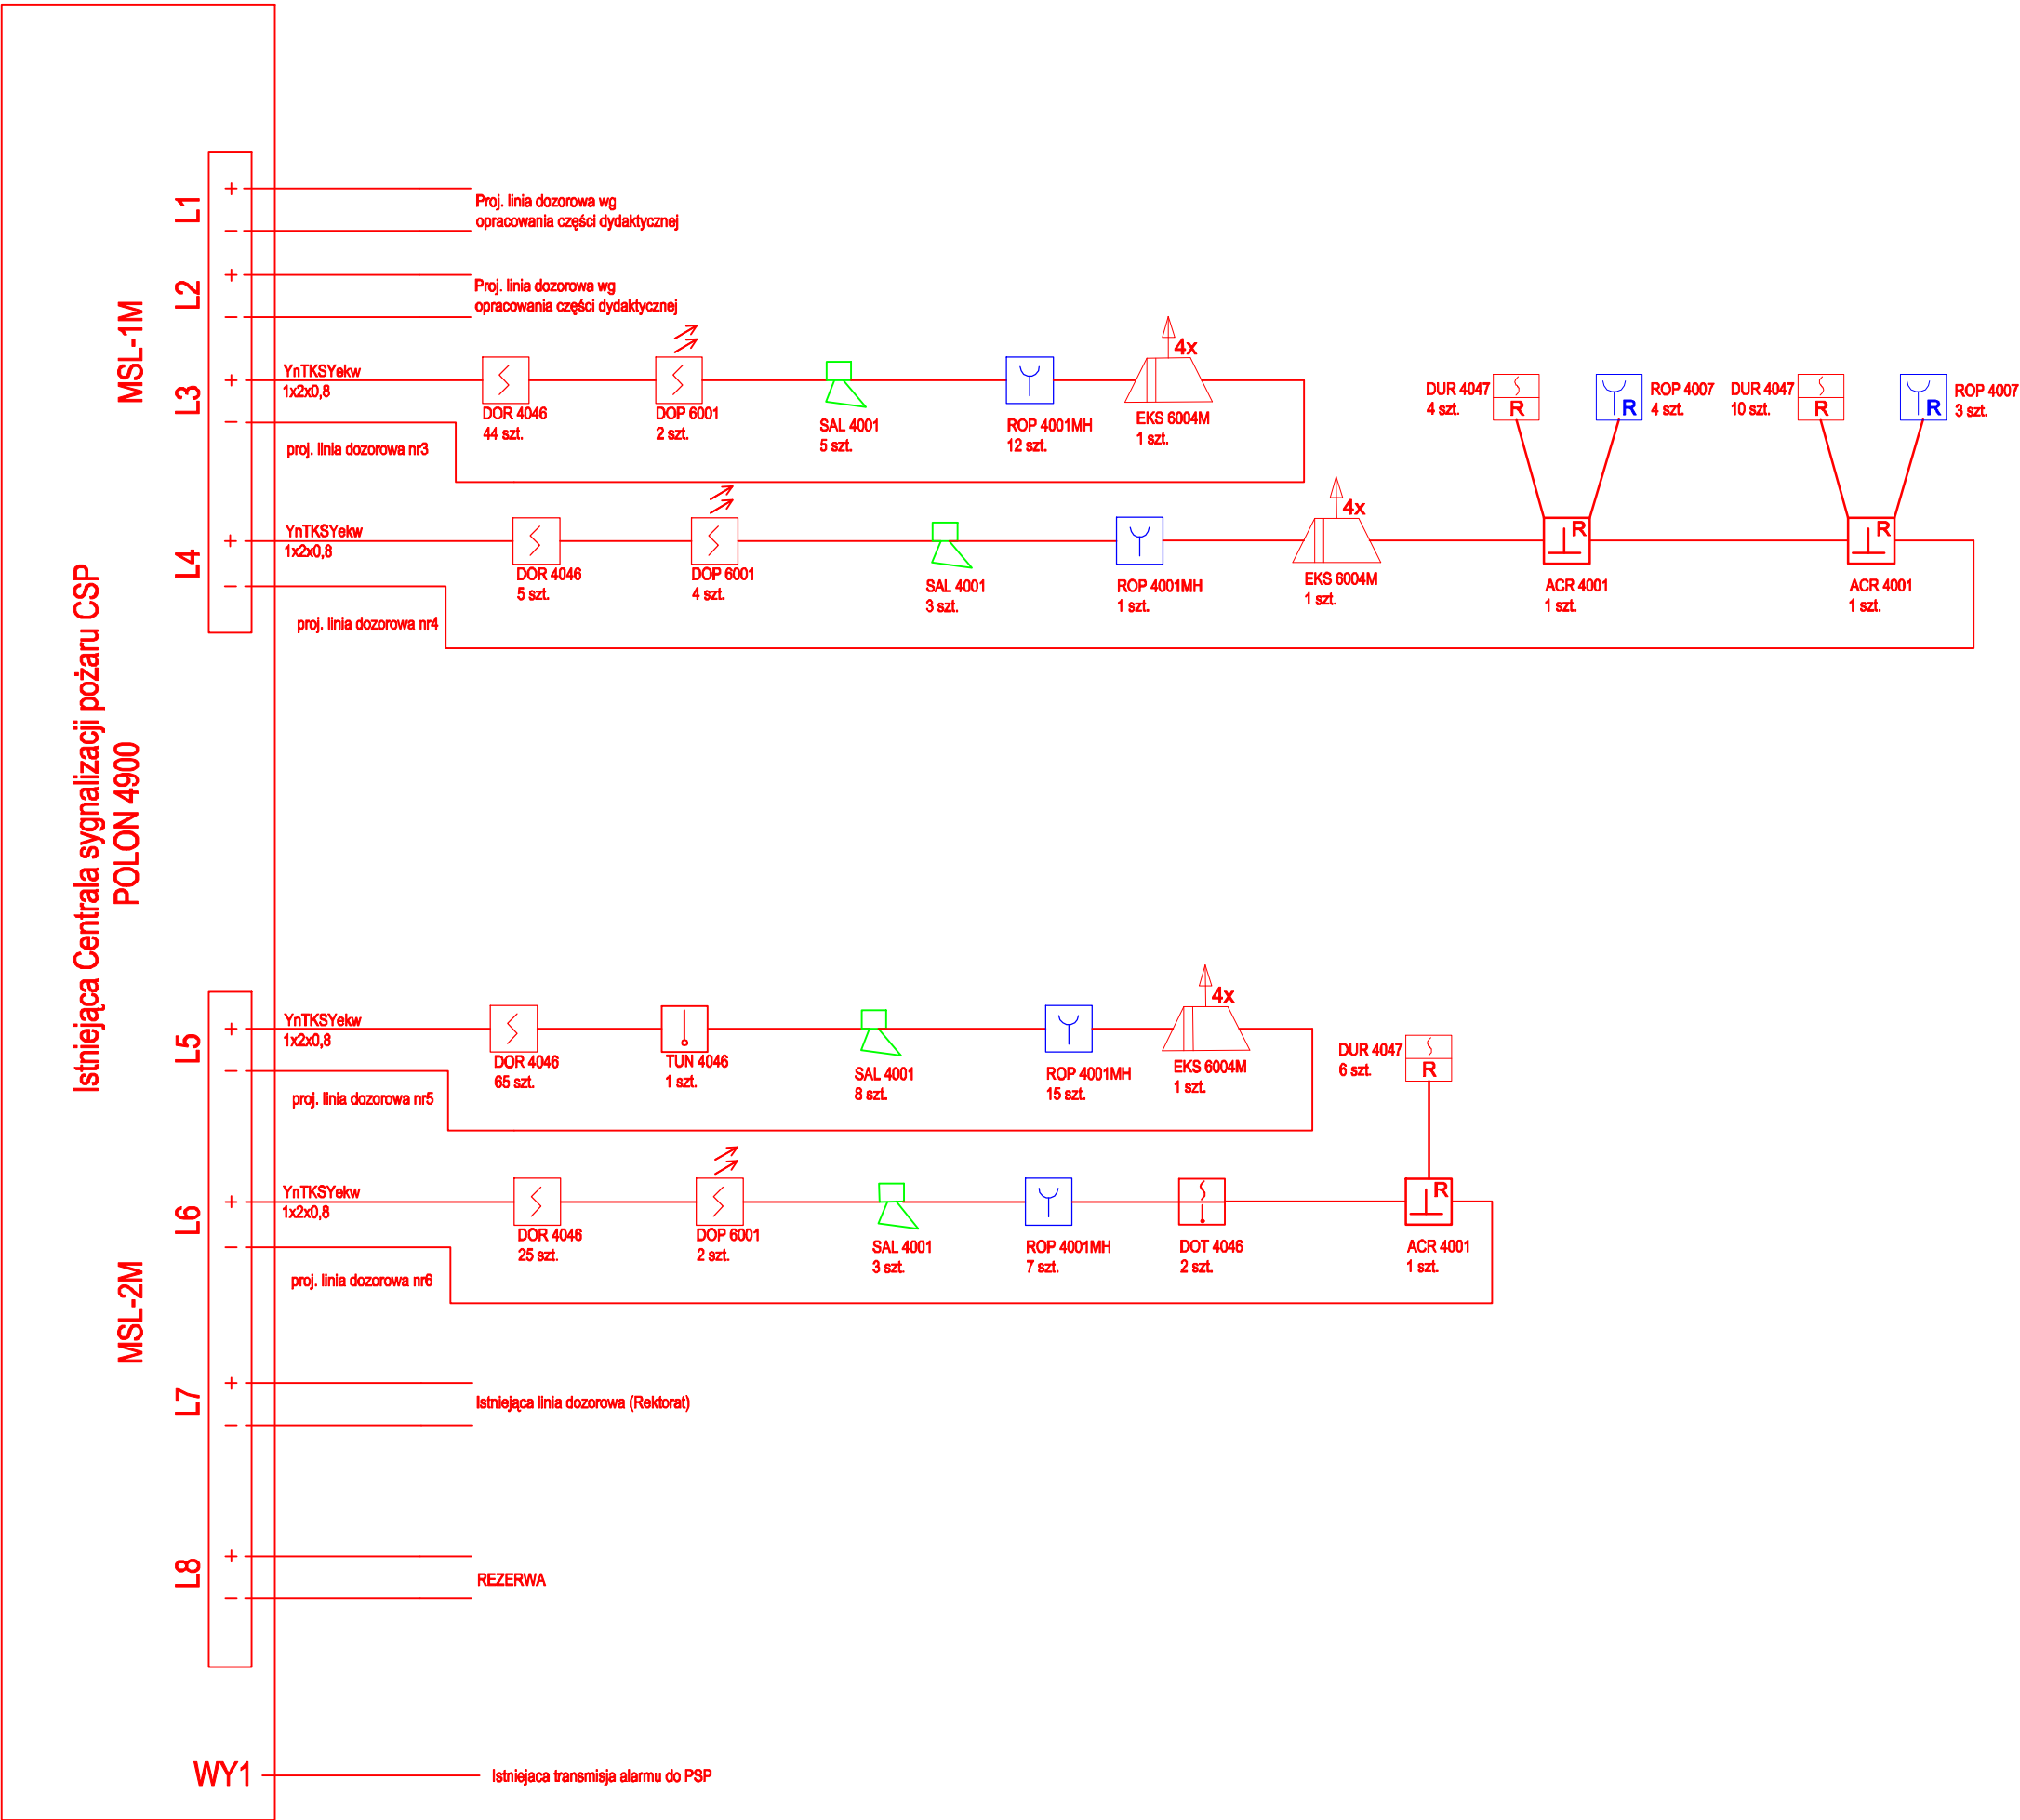 Istniejąca Centrala sygnalizacji pożaru CSP
POLON 4900
MSL-1M
L1
+
−
Proj. linia dozorowa wg
opracowania części dydaktycznej
L2
+
−
Proj. linia dozorowa wg
opracowania części dydaktycznej
L3
+
−
YnTKSYekw
1x2x0,8
proj. linia dozorowa nr3
DOR 4046
44 szt.
DOP 6001
2 szt.
SAL 4001
5 szt.
ROP 4001MH
12 szt.
4x
EKS 6004M
1 szt.
L4
+
−
YnTKSYekw
1x2x0,8
proj. linia dozorowa nr4
DOR 4046
5 szt.
DOP 6001
4 szt.
SAL 4001
3 szt.
ROP 4001MH
1 szt.
4x
EKS 6004M
1 szt.
DUR 4047
4 szt.
R
R
ROP 4007
4 szt.
R
ACR 4001
1 szt.
DUR 4047
10 szt.
R
R
ROP 4007
3 szt.
R
ACR 4001
1 szt.
MSL-2M
L5
+
−
YnTKSYekw
1x2x0,8
proj. linia dozorowa nr5
DOR 4046
65 szt.
TUN 4046
1 szt.
SAL 4001
8 szt.
ROP 4001MH
15 szt.
4x
EKS 6004M
1 szt.
L6
+
−
YnTKSYekw
1x2x0,8
proj. linia dozorowa nr6
DOR 4046
25 szt.
DOP 6001
2 szt.
SAL 4001
3 szt.
ROP 4001MH
7 szt.
DOT 4046
2 szt.
DUR 4047
6 szt.
R
R
ACR 4001
1 szt.
L7
+
−
Istniejąca linia dozorowa (Rektorat)
L8
+
−
REZERWA
WY1
Istniejaca transmisja alarmu do PSP